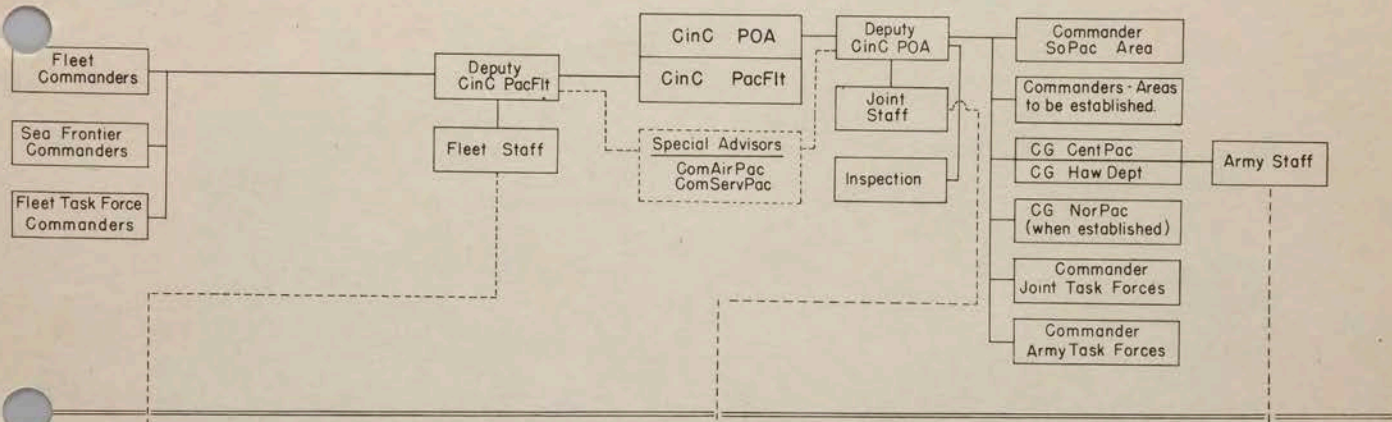 Fleet
Commanders
Sea Frontier
Commanders
Fleet Task Force
Commanders
Deputy
CinC PacFlt
Fleet Staff
CinC POA
CinC PacFlt
Special Advisors
ComAirPac
ComServPac
Deputy
CinC POA
Joint
Staff
Inspection
Commander
SoPac Area
Commanders - Areas
to be established.
CG CentPac
CG Haw Dept
CG NorPac
(when established)
Commander
Joint Task Forces
Commander
Army Task Forces
Army Staff